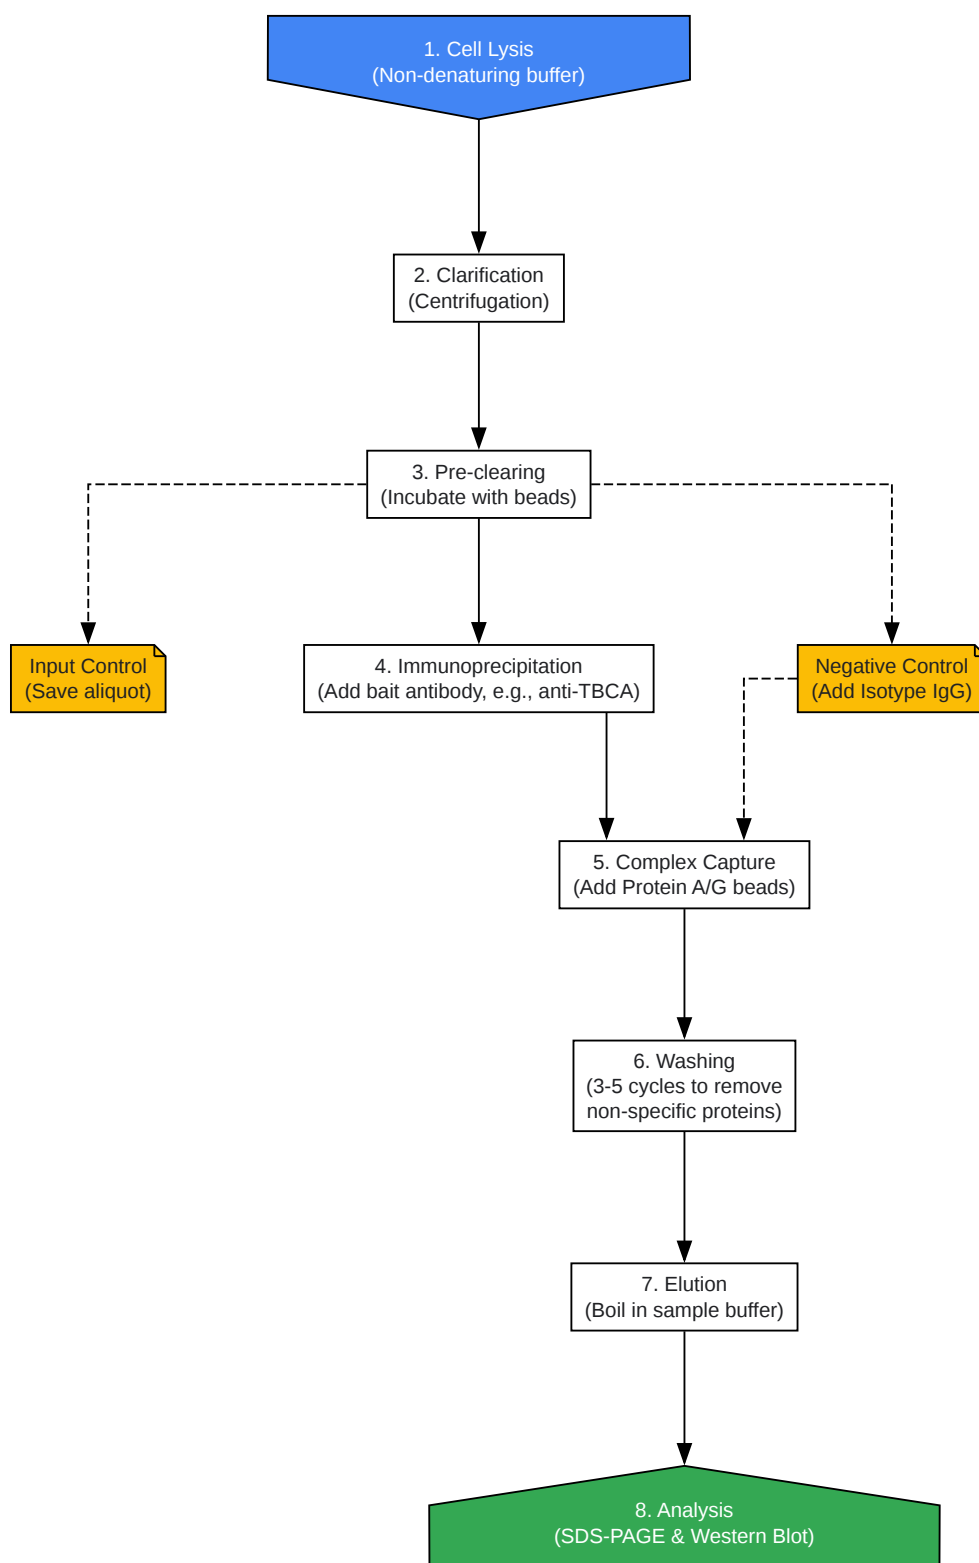 1. Cell Lysis
(Non-denaturing buffer)
2. Clarification
(Centrifugation)
3. Pre-clearing
(Incubate with beads)
Input Control
(Save aliquot)
4. Immunoprecipitation
(Add bait antibody, e.g., anti-TBCA)
Negative Control
(Add Isotype IgG)
5. Complex Capture
(Add Protein A/G beads)
6. Washing
(3-5 cycles to remove
non-specific proteins)
7. Elution
(Boil in sample buffer)
8. Analysis
(SDS-PAGE & Western Blot)